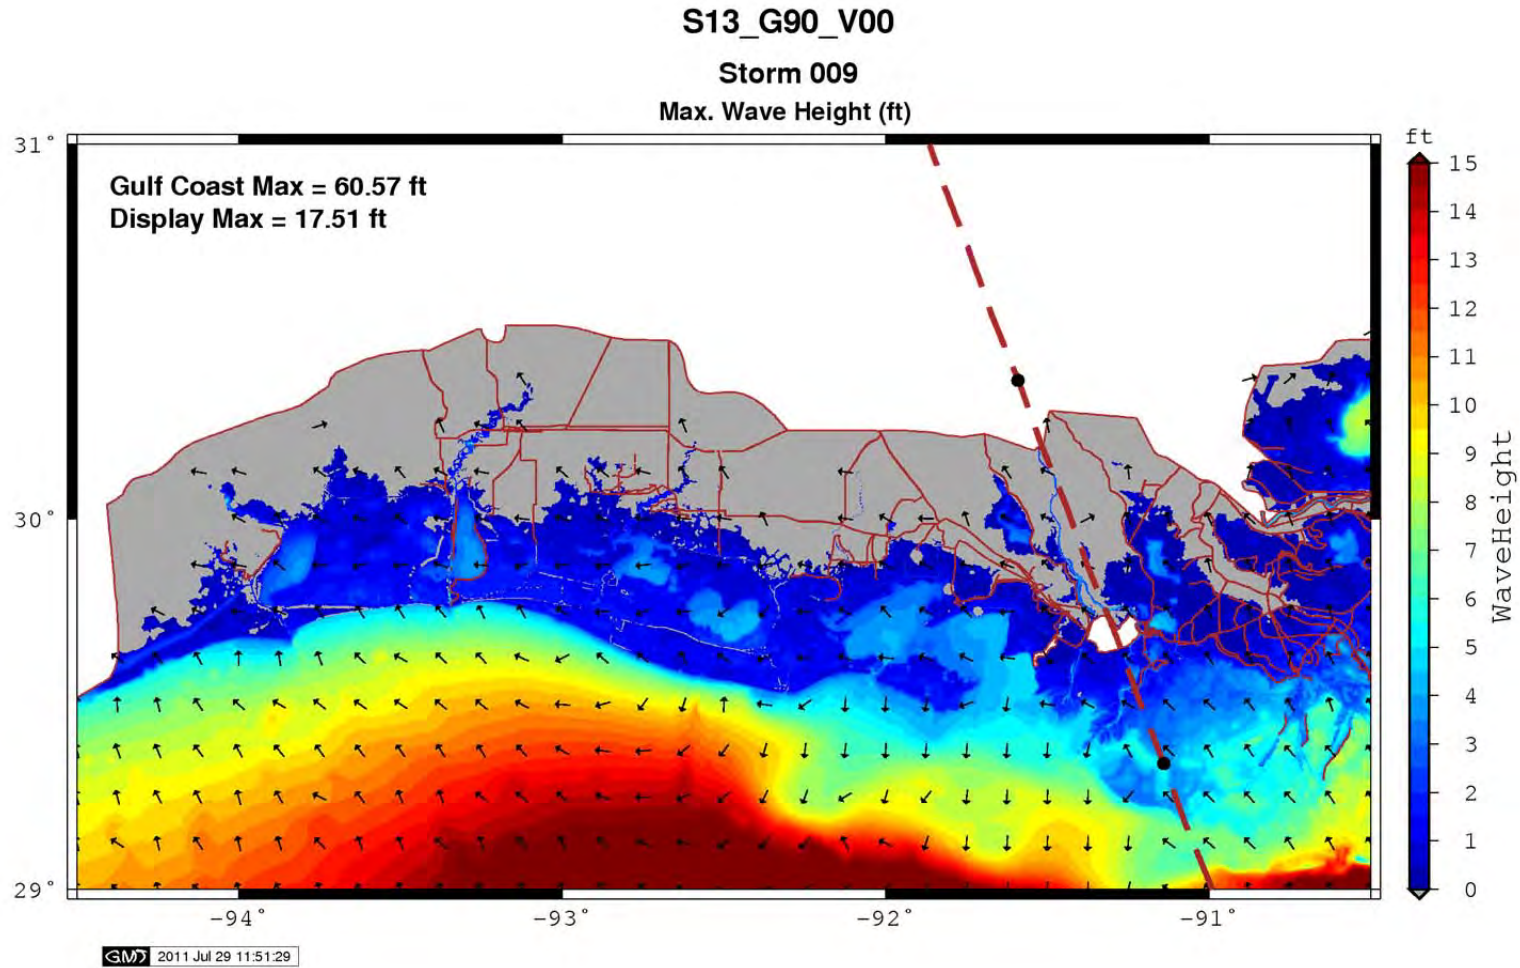 S13_G90_V00
Storm 009
Max. Wave Height (ft)
Gulf Coast Max = 60.57 ft
Display Max = 17.51 ft
31°
30°
29°
-94°
-93°
-92°
-91°
ft
15
14
13
12
11
10
9
8
7
6
5
4
3
2
1
0
WaveHeight
GMT 2011 Jul 29 11:51:29